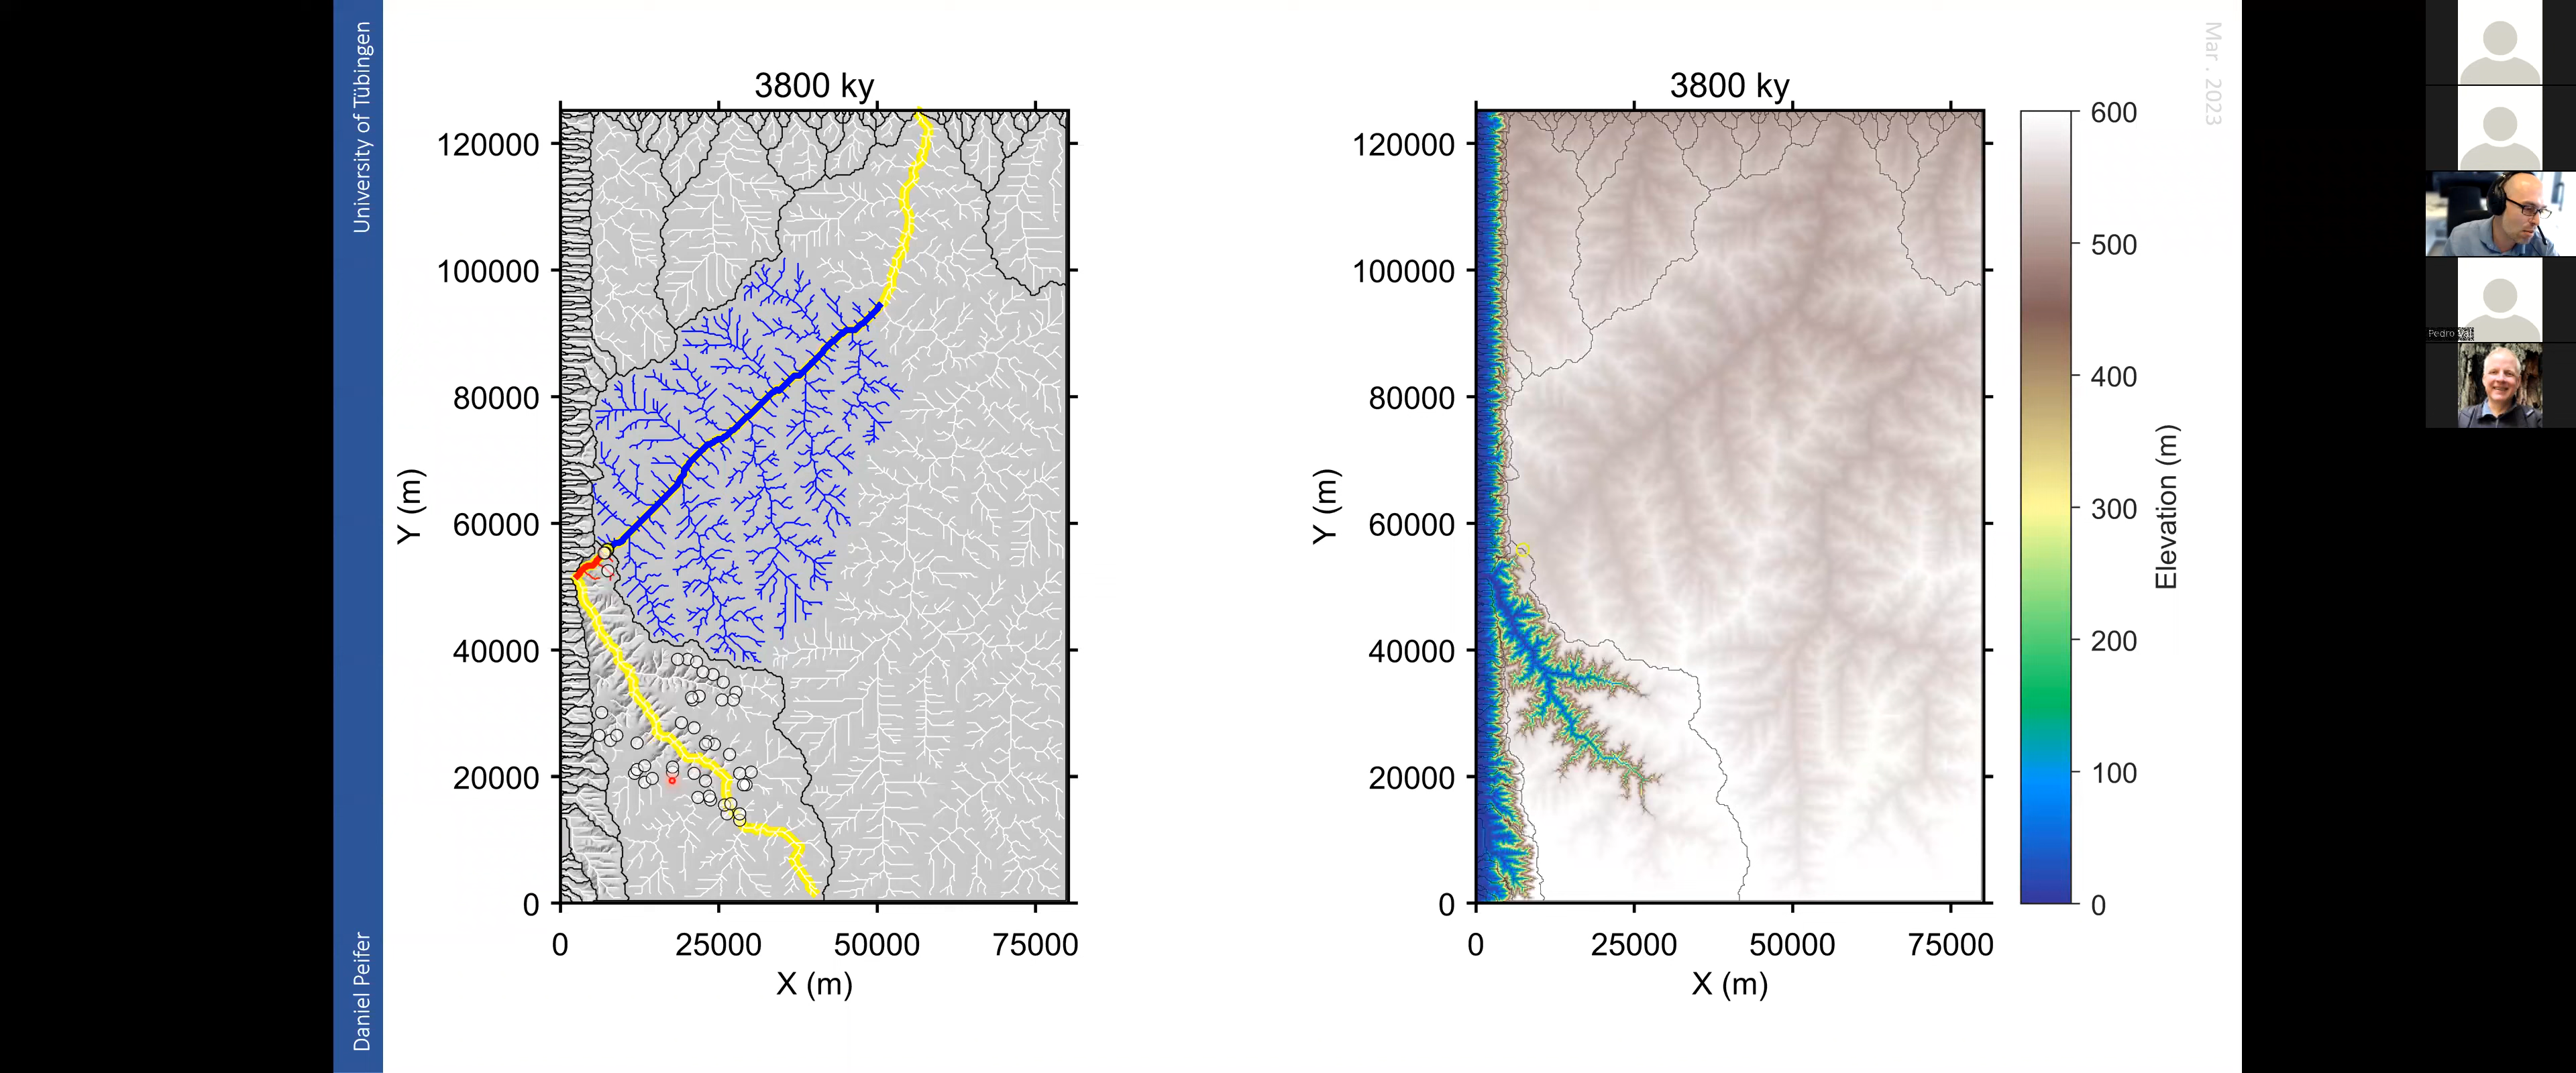 University of Tübingen
Daniel Peifer
3800 ky
120000
100000
80000
60000
40000
20000
0
Y (m)
0
25000
50000
75000
X (m)
3800 ky
120000
100000
80000
60000
40000
20000
0
Y (m)
0
25000
50000
75000
X (m)
600
500
400
300
200
100
0
Elevation (m)
Mar . 2023
Pedro Val